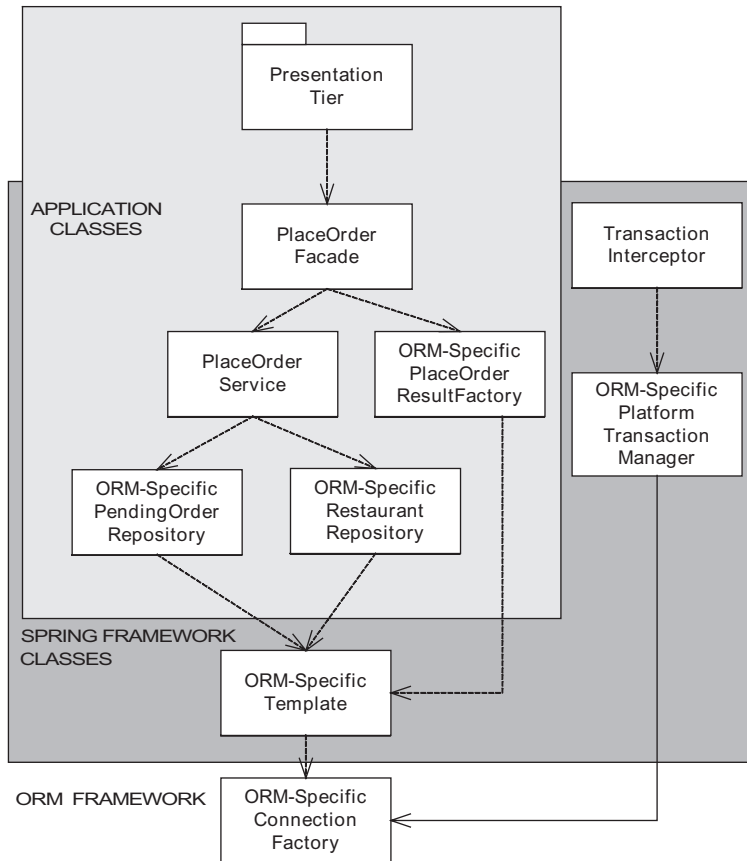 Presentation
Tier
APPLICATION
CLASSES
PlaceOrder
Facade
Transaction
Interceptor
PlaceOrder
Service
ORM-Specific
PlaceOrder
ResultFactory
ORM-Specific
Platform
Transaction
Manager
ORM-Specific
PendingOrder
Repository
ORM-Specific
Restaurant
Repository
SPRING FRAMEWORK
CLASSES
ORM-Specific
Template
ORM FRAMEWORK
ORM-Specific
Connection
Factory